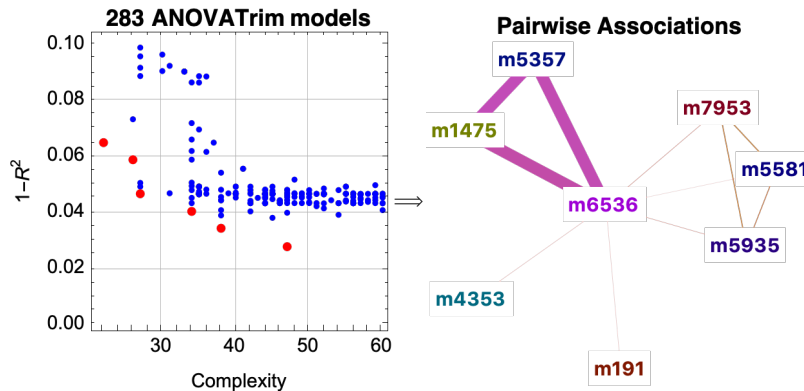 283 ANOVATrim models
0.10
0.08
0.06
0.04
0.02
0.00
1-R²
30
40
50
60
Complexity
⟹
Pairwise Associations
m5357
m7953
m1475
m5581
m6536
m5935
m4353
m191